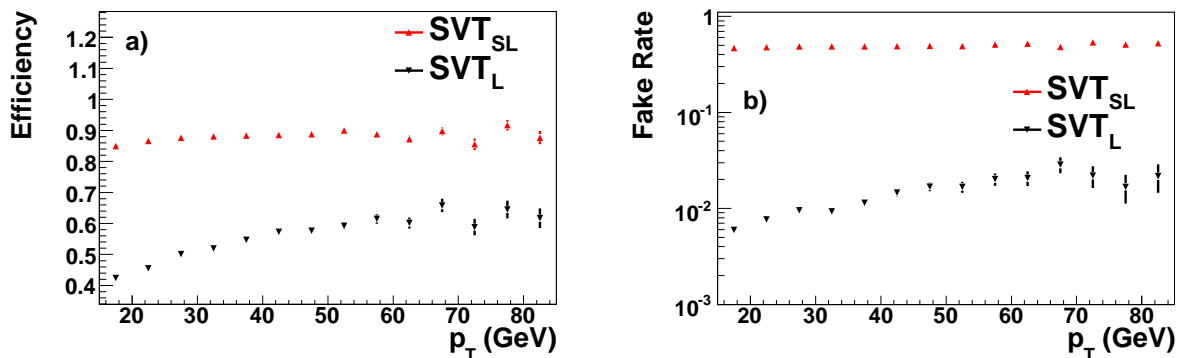 Efficiency
a)
SVT_SL
SVT_L
1.2
1.1
1
0.9
0.8
0.7
0.6
0.5
0.4
20 30 40 50 60 70 80
p_T (GeV)
Fake Rate
b)
SVT_SL
SVT_L
1
10^-1
10^-2
10^-3
20 30 40 50 60 70 80
p_T (GeV)